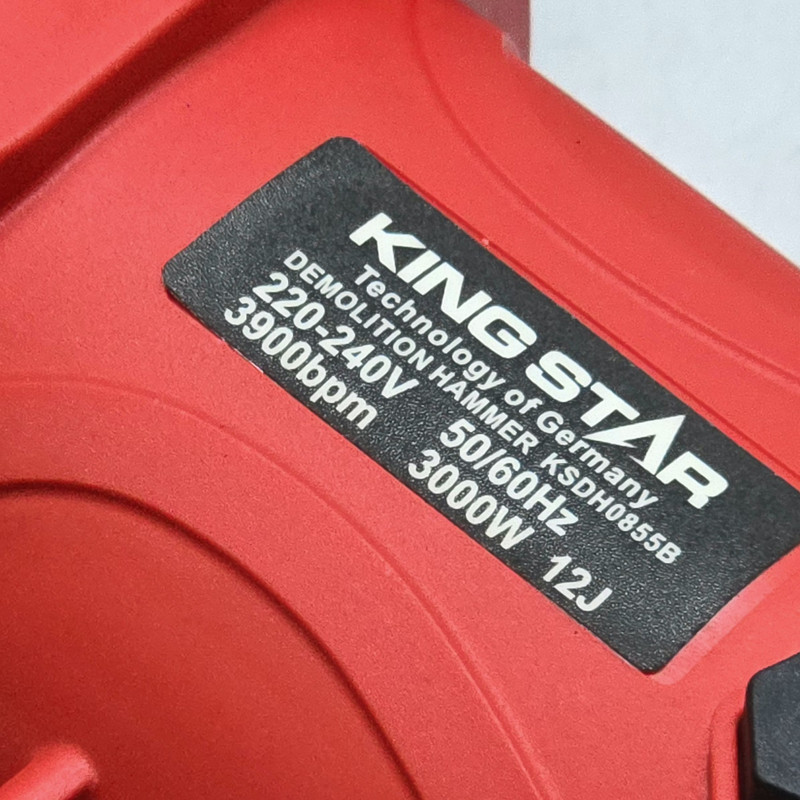 KING STAR
Technology of Germany
DEMOLITION HAMMER KSDH0855B
220-240V 50/60Hz
3900bpm 3000W 12J